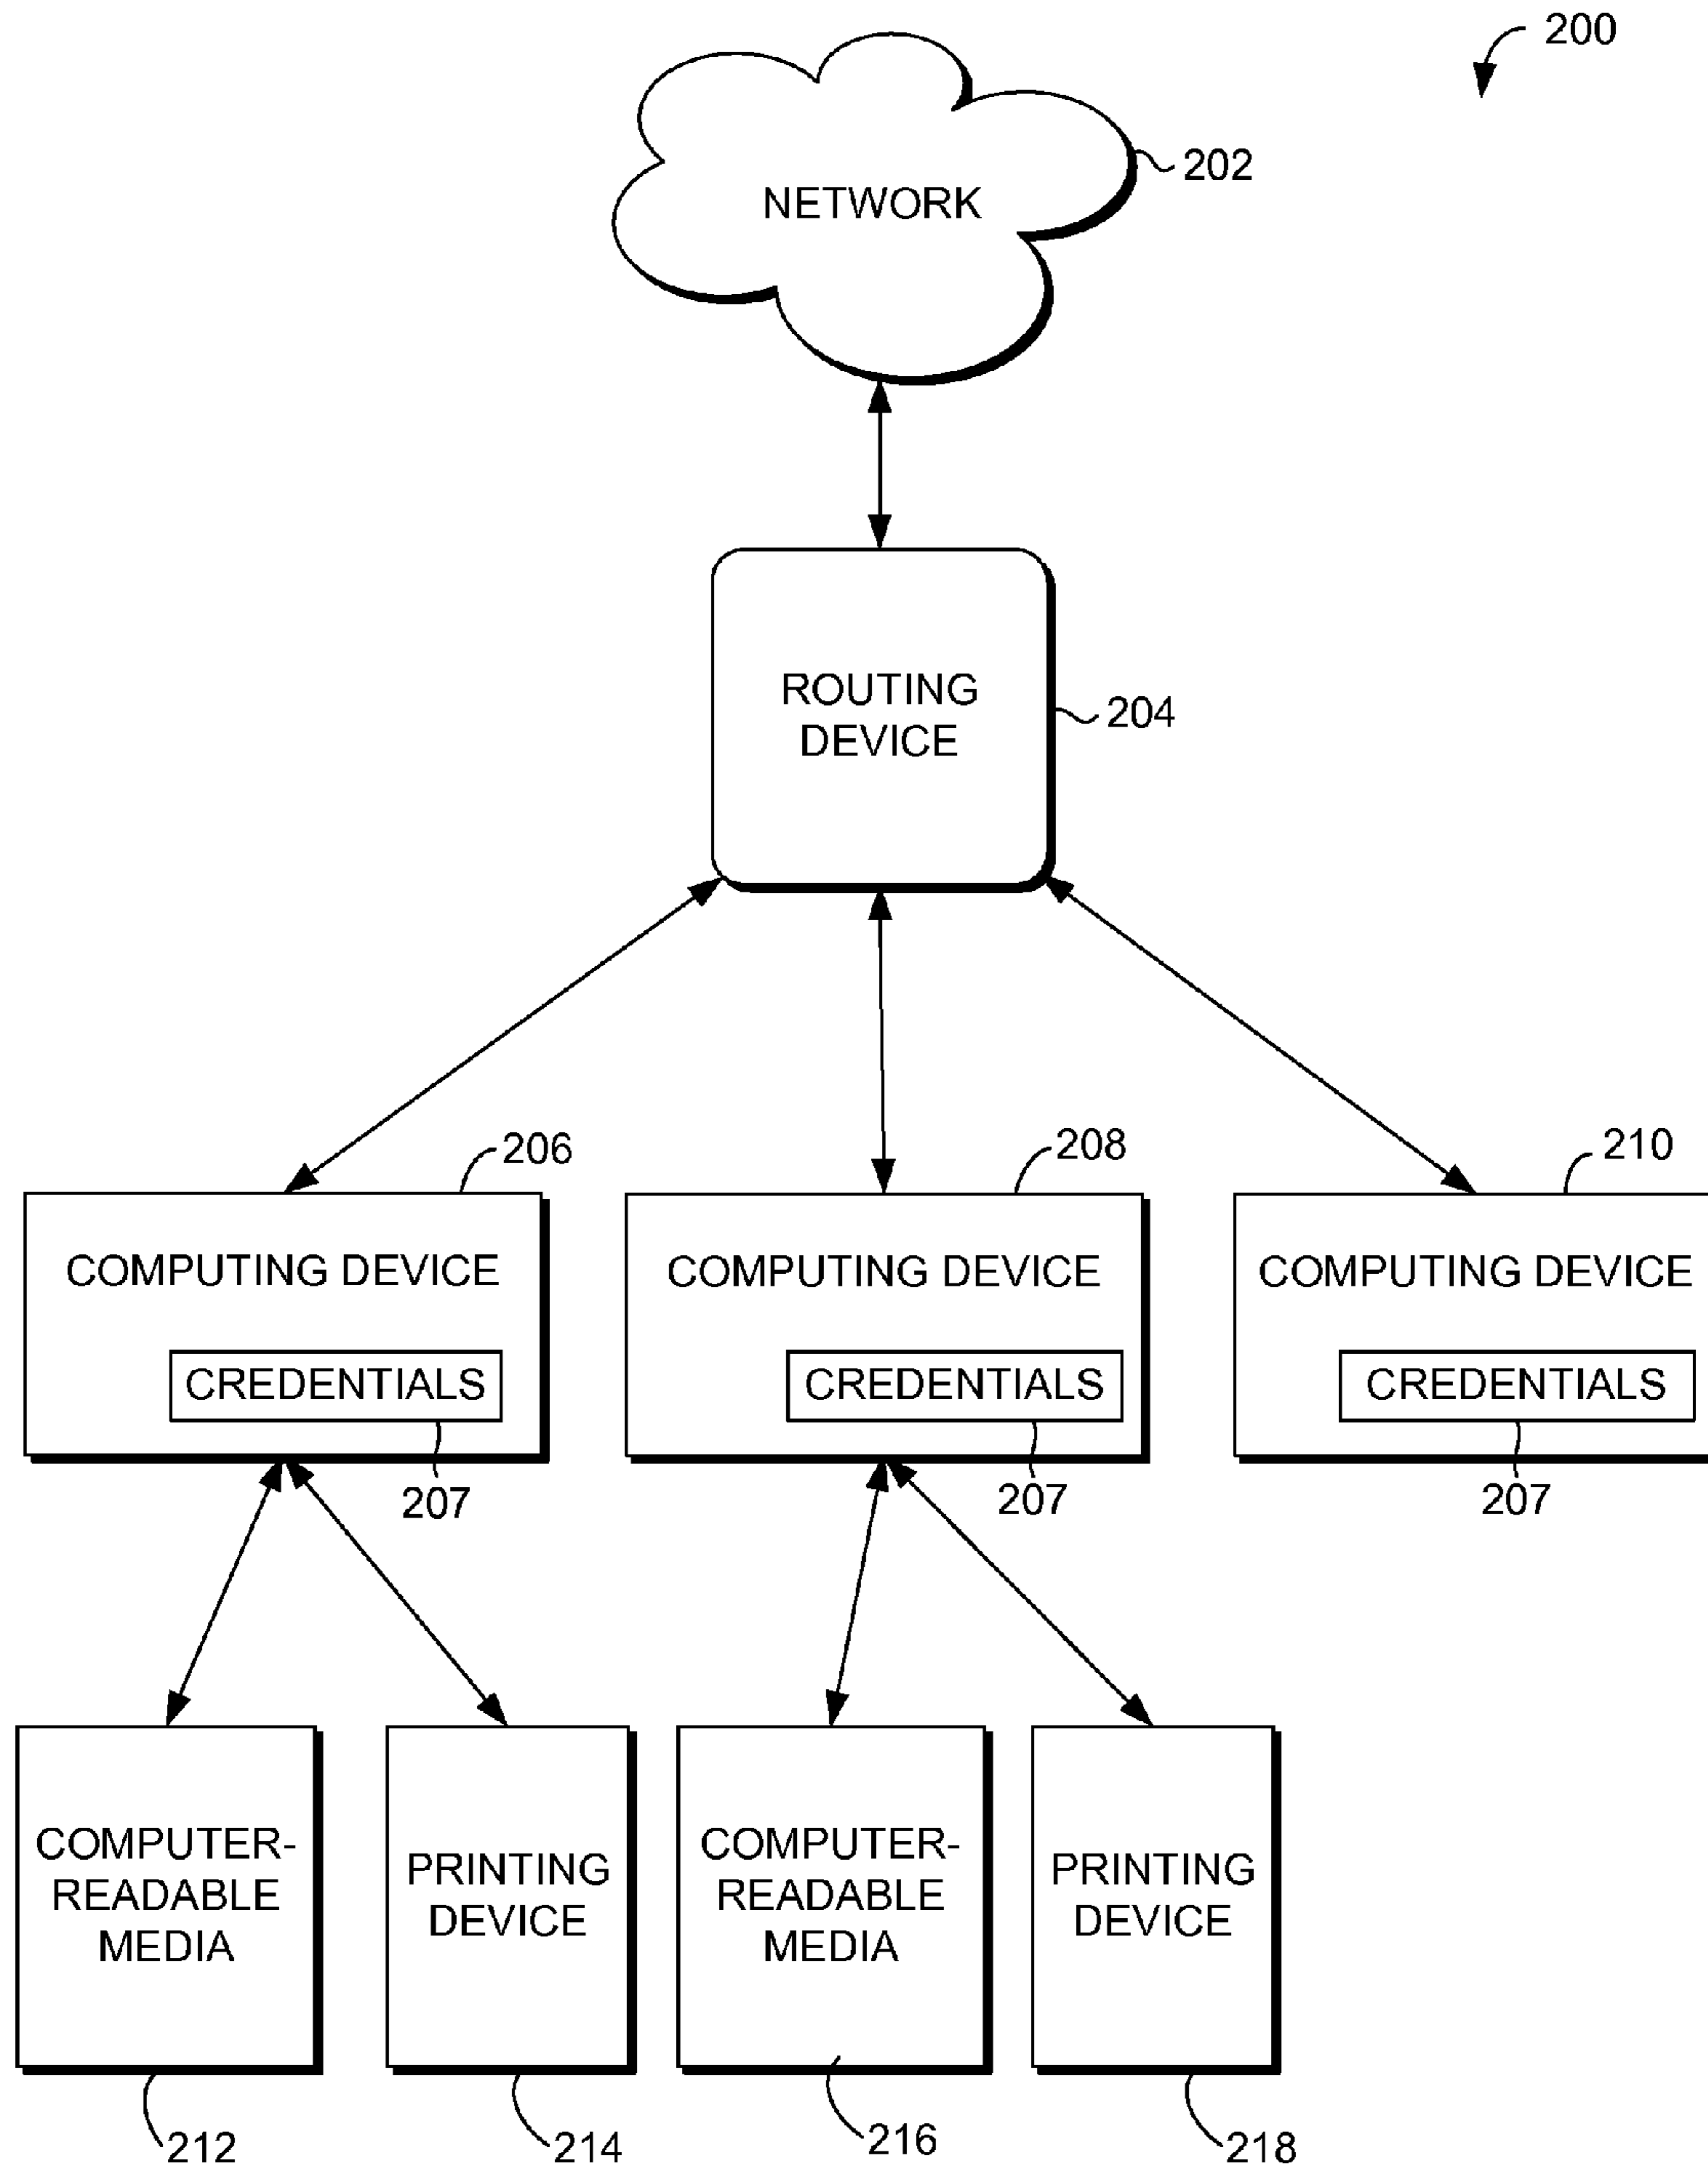 200
202
NETWORK
ROUTING
DEVICE
204
206
208
210
COMPUTING DEVICE
COMPUTING DEVICE
COMPUTING DEVICE
CREDENTIALS
CREDENTIALS
CREDENTIALS
207
207
207
COMPUTER-
READABLE
MEDIA
PRINTING
DEVICE
COMPUTER-
READABLE
MEDIA
PRINTING
DEVICE
212
214
216
218